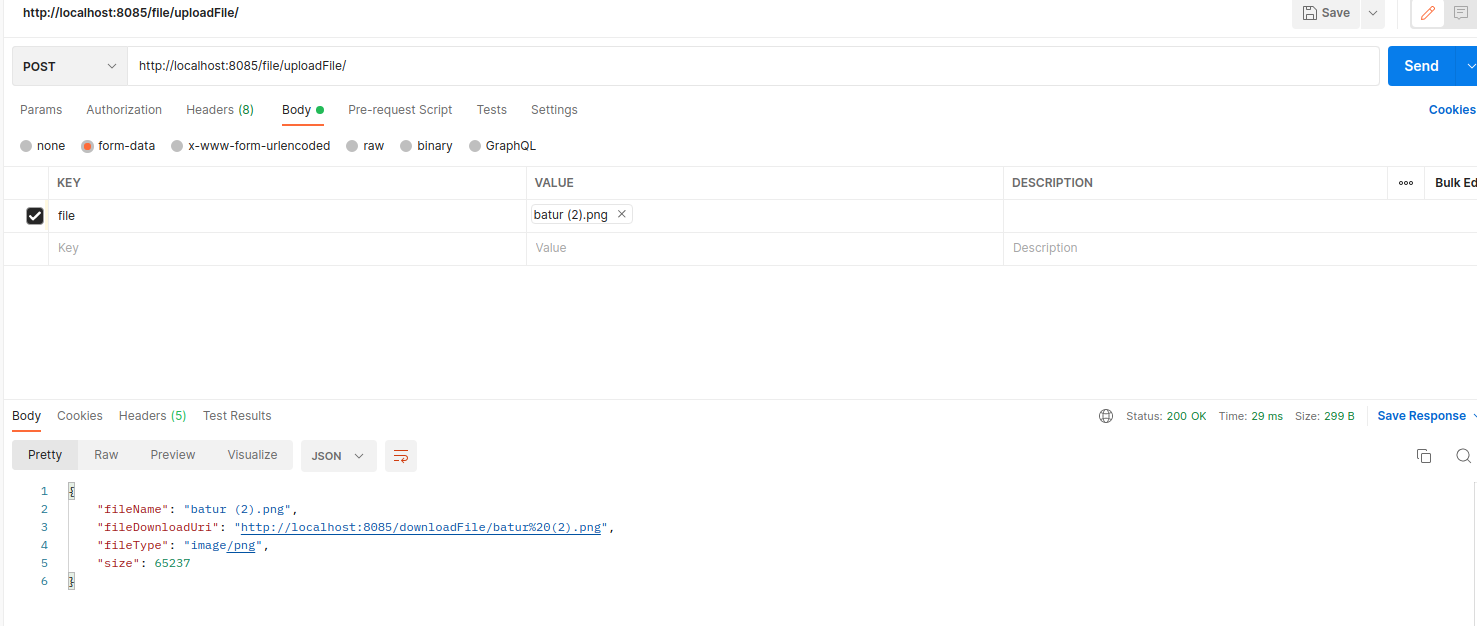 http://localhost:8085/file/uploadFile/
Save
POST
http://localhost:8085/file/uploadFile/
Send
Params Authorization Headers (8) Body Pre-request Script Tests Settings Cookies
none form-data x-www-form-urlencoded raw binary GraphQL
KEY VALUE DESCRIPTION Bulk Ed
file batur (2).png
Key Value Description
Body Cookies Headers (5) Test Results Status: 200 OK Time: 29 ms Size: 299 B Save Response
Pretty Raw Preview Visualize JSON
1 {
2 "fileName": "batur (2).png",
3 "fileDownloadUri": "http://localhost:8085/downloadFile/batur%20(2).png",
4 "fileType": "image/png",
5 "size": 65237
6 }